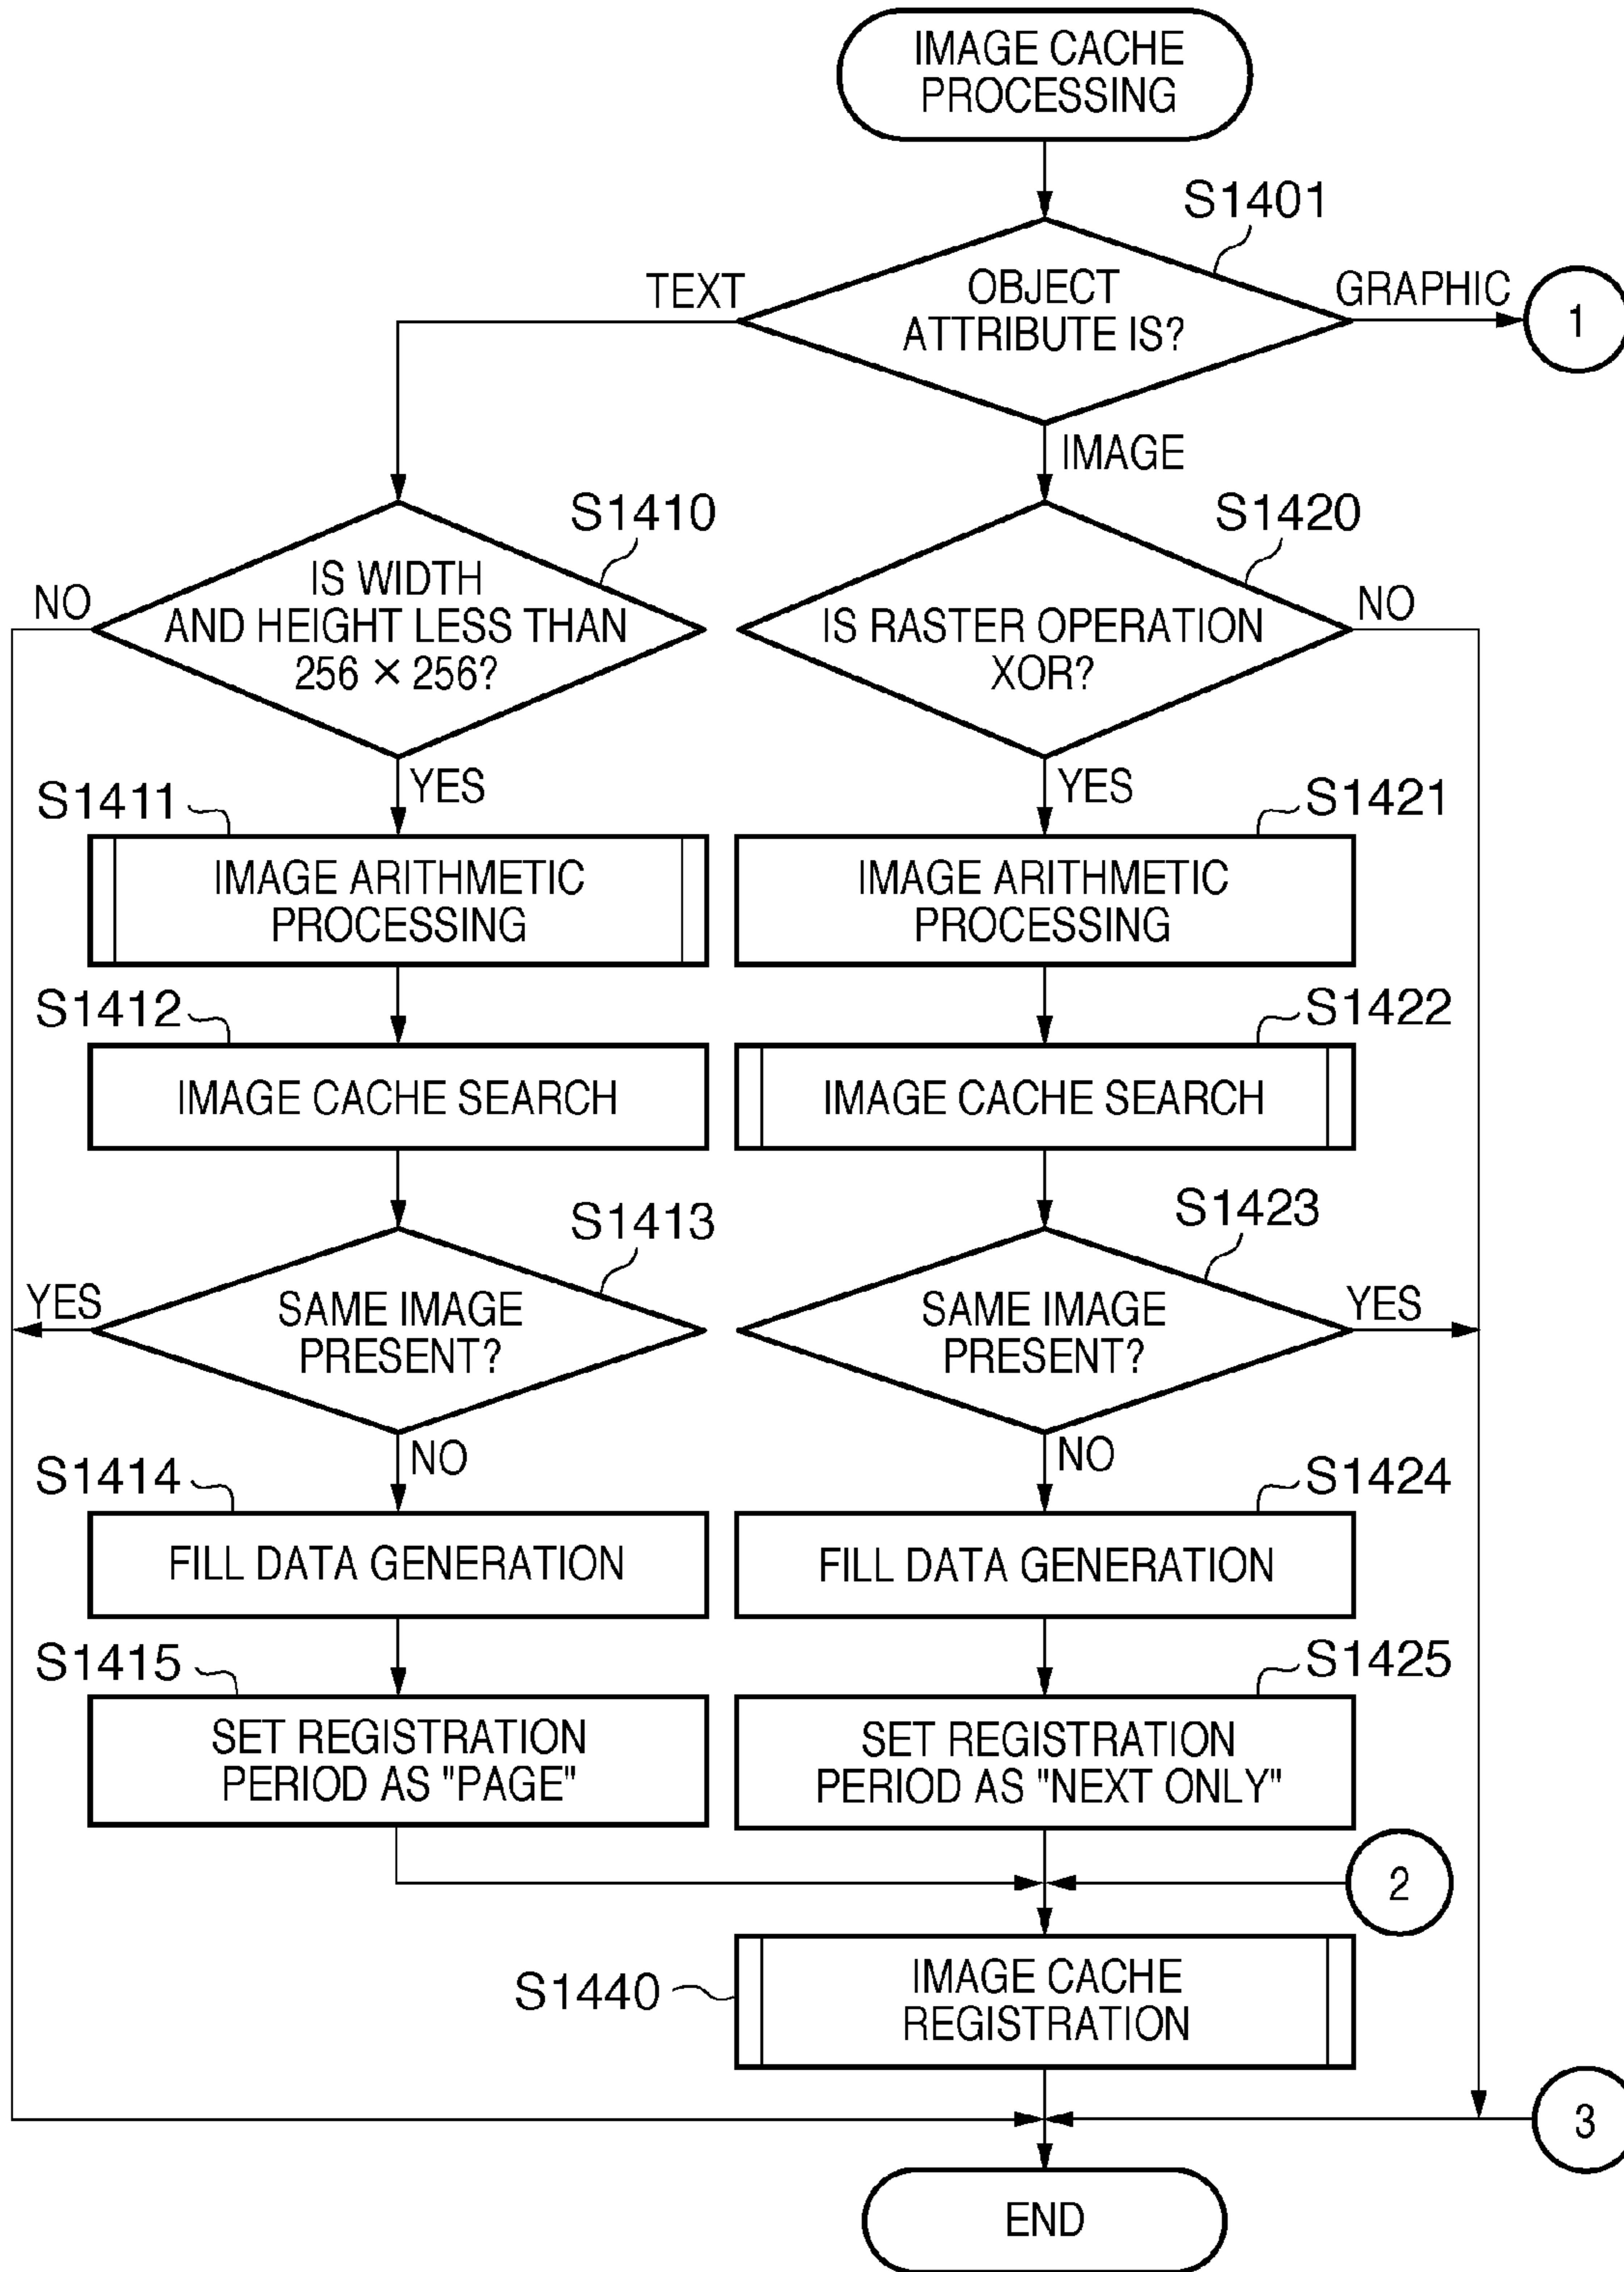 IMAGE CACHE
PROCESSING
S1401
OBJECT
ATTRIBUTE IS?
TEXT
GRAPHIC
1
IMAGE
S1410
IS WIDTH
AND HEIGHT LESS THAN
256 × 256?
NO
YES
S1420
IS RASTER OPERATION
XOR?
NO
YES
S1411
IMAGE ARITHMETIC
PROCESSING
S1421
IMAGE ARITHMETIC
PROCESSING
S1412
IMAGE CACHE SEARCH
S1422
IMAGE CACHE SEARCH
S1413
SAME IMAGE
PRESENT?
YES
NO
S1423
SAME IMAGE
PRESENT?
YES
NO
S1414
FILL DATA GENERATION
S1424
FILL DATA GENERATION
S1415
SET REGISTRATION
PERIOD AS "PAGE"
S1425
SET REGISTRATION
PERIOD AS "NEXT ONLY"
2
S1440
IMAGE CACHE
REGISTRATION
3
END